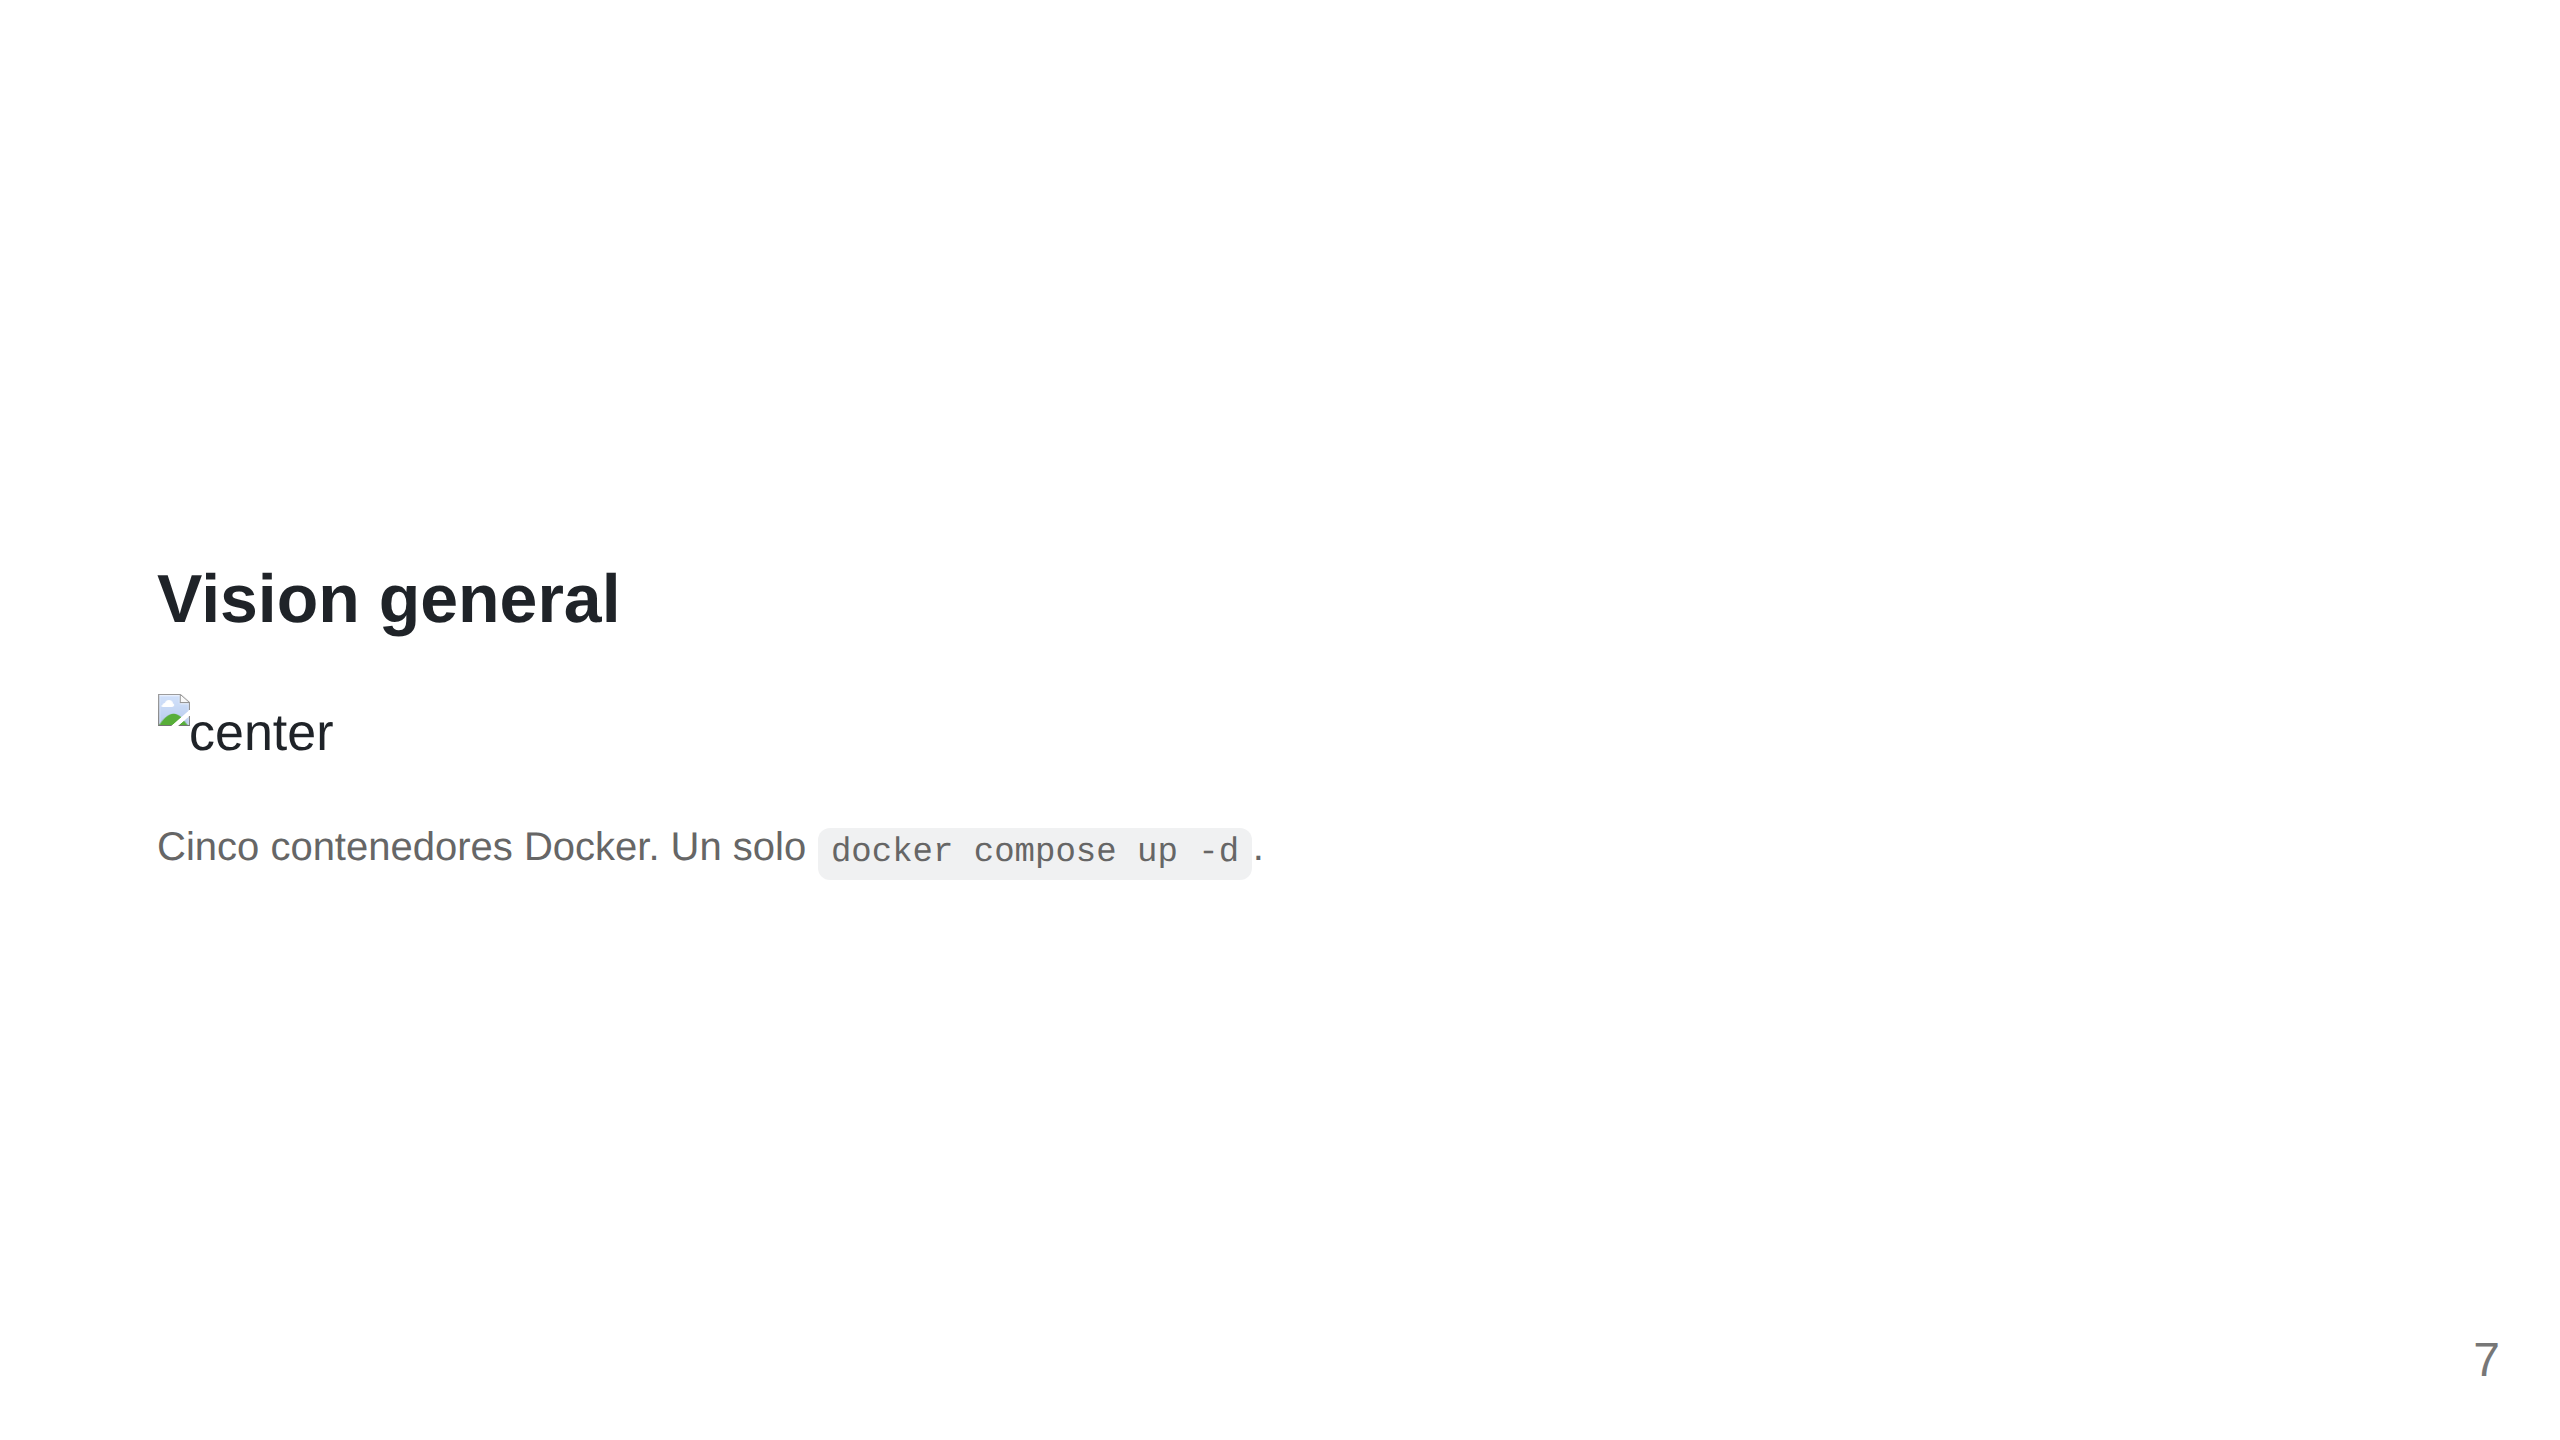 Vision general
center
Cinco contenedores Docker. Un solo docker compose up -d.
7